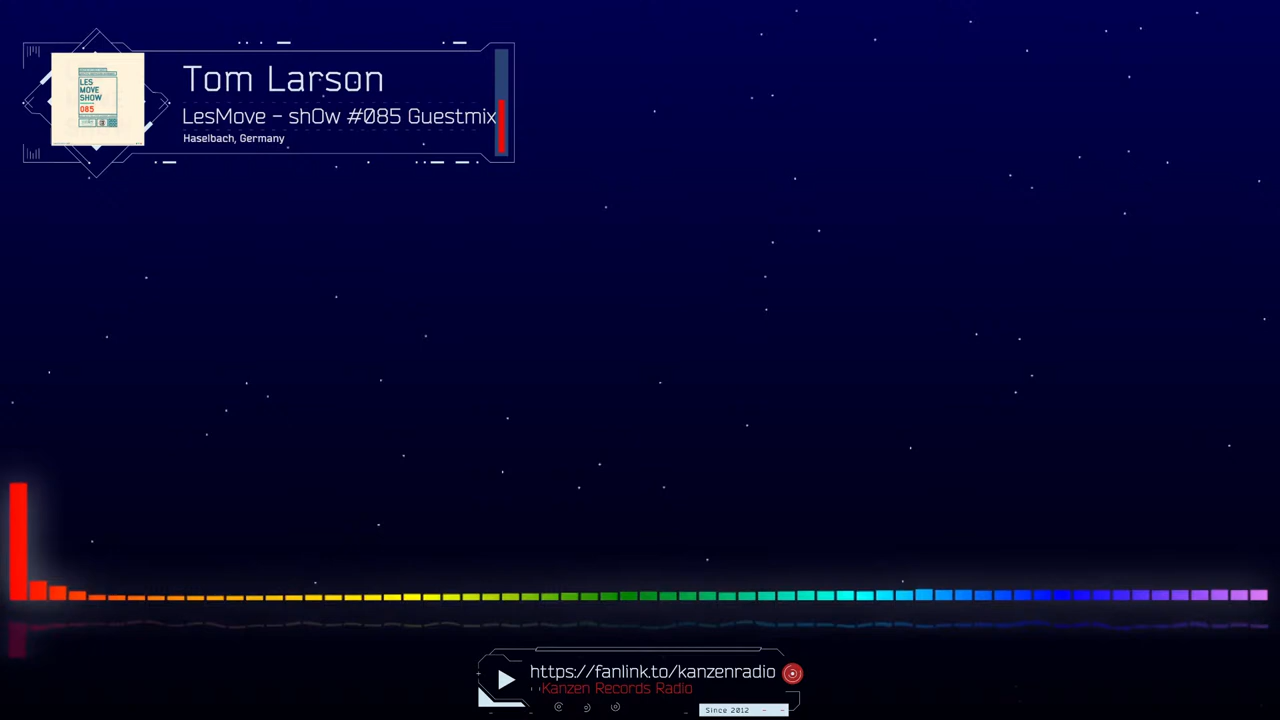 Tom Larson
LesMove - shOw #085 Guestmix
Haselbach, Germany
LES
MOVE
SHOW
085
https://fanlink.to/kanzenradio
Kanzen Records Radio
Since 2012